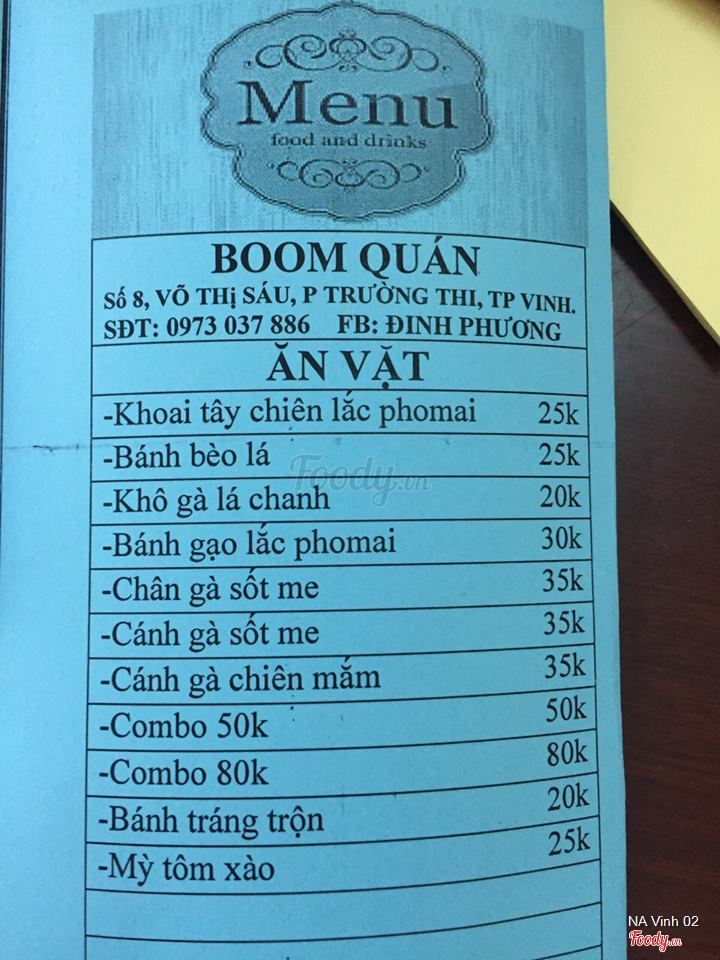 Menu
food and drinks
BOOM QUÁN
Số 8, VÕ THị SÁU, P TRƯỜNG THI, TP VINH.
SĐT: 0973 037 886 FB: ĐINH PHƯƠNG
ĂN VẶT
-Khoai tây chiên lắc phomai 25k
-Bánh bèo lá 25k
-Khô gà lá chanh 20k
-Bánh gạo lắc phomai 30k
-Chân gà sốt me 35k
-Cánh gà sốt me 35k
-Cánh gà chiên mắm 35k
-Combo 50k 50k
-Combo 80k 80k
-Bánh tráng trộn 20k
-Mỳ tôm xào 25k
Foody.vn
NA Vinh 02
Foody.vn